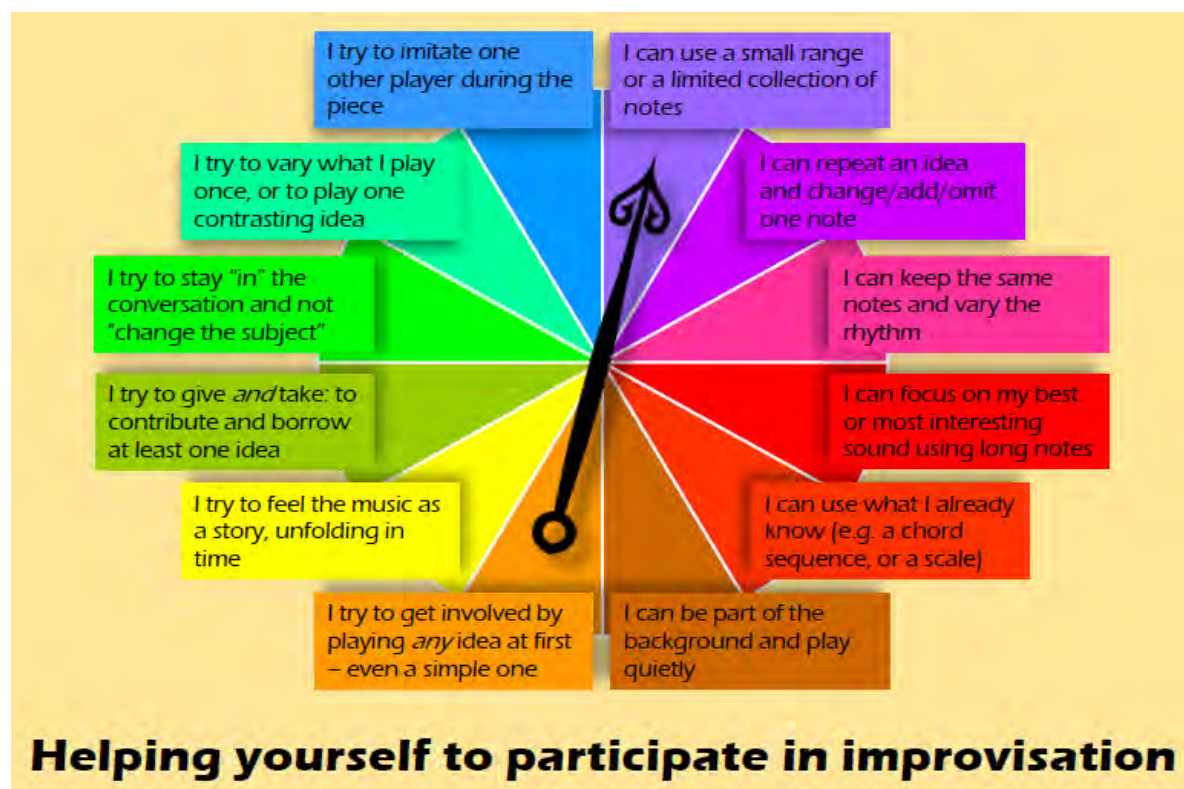 I try to imitate one
other player during the
piece
I can use a small range
or a limited collection of
notes
I try to vary what I play
once, or to play one
contrasting idea
I can repeat an idea
and change/add/omit
one note
I try to stay “in” the
conversation and not
“change the subject”
I can keep the same
notes and vary the
rhythm
I try to give and take: to
contribute and borrow
at least one idea
I can focus on my best
or most interesting
sound using long notes
I try to feel the music as
a story, unfolding in
time
I can use what I already
know (e.g. a chord
sequence, or a scale)
I try to get involved by
playing any idea at first
– even a simple one
I can be part of the
background and play
quietly
Helping yourself to participate in improvisation